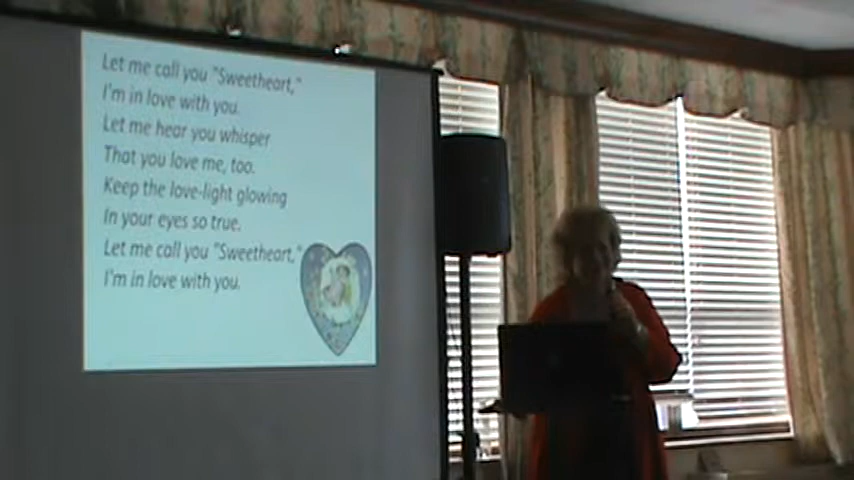 Let me call you "Sweetheart,"
I'm in love with you.
Let me hear you whisper
That you love me, too.
Keep the love-light glowing
In your eyes so true.
Let me call you "Sweetheart,"
I'm in love with you.